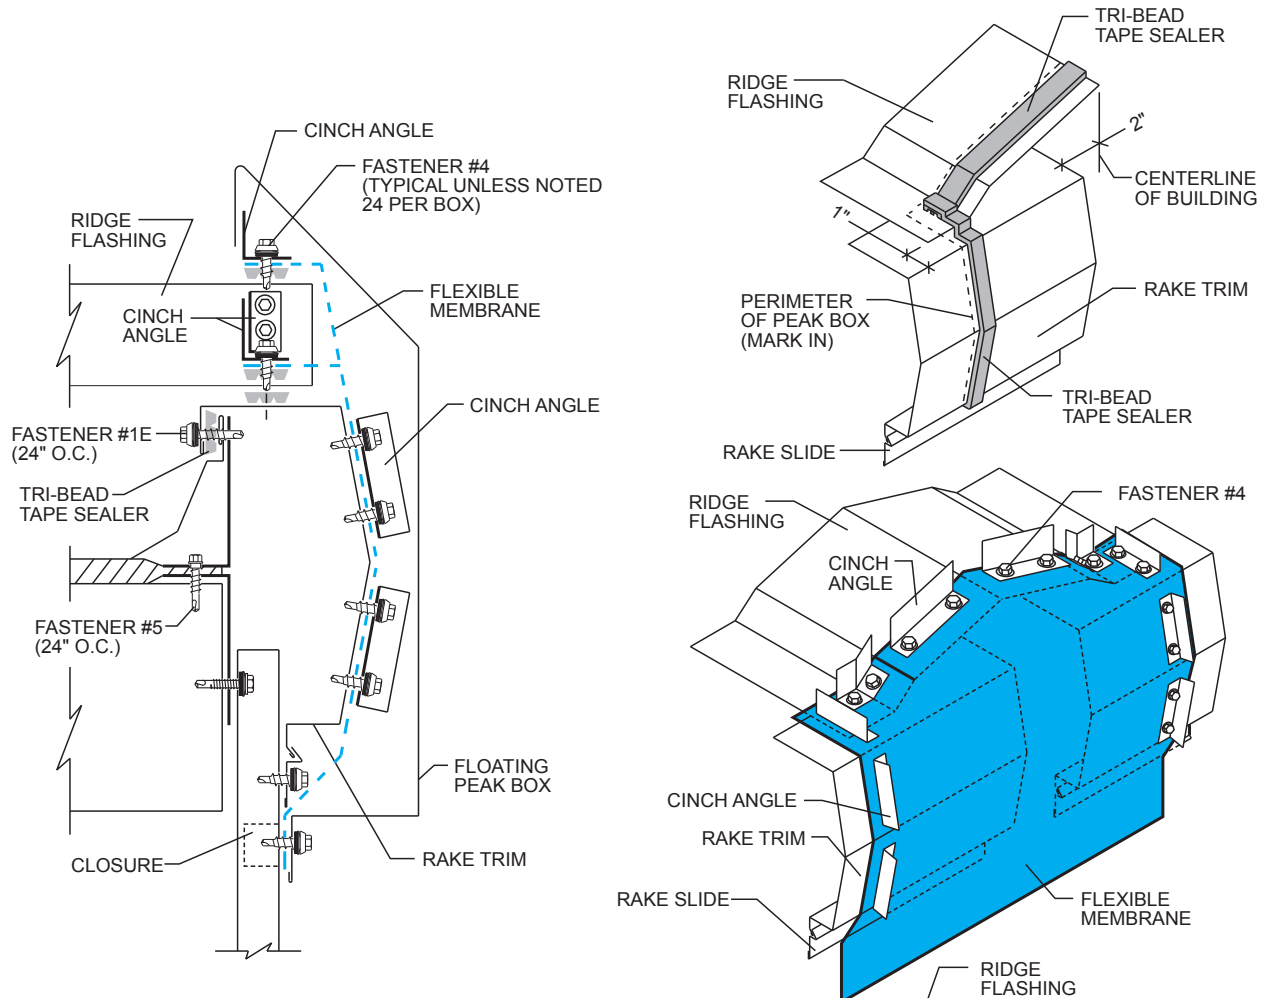 CINCH ANGLE
FASTENER #4
(TYPICAL UNLESS NOTED
24 PER BOX)
RIDGE
FLASHING
CINCH
ANGLE
FLEXIBLE
MEMBRANE
CINCH ANGLE
FASTENER #1E
(24" O.C.)
TRI-BEAD
TAPE SEALER
FASTENER #5
(24" O.C.)
FLOATING
PEAK BOX
CLOSURE
RAKE TRIM
TRI-BEAD
TAPE SEALER
RIDGE
FLASHING
2"
CENTERLINE
OF BUILDING
1"
PERIMETER
OF PEAK BOX
(MARK IN)
RAKE TRIM
TRI-BEAD
TAPE SEALER
RAKE SLIDE
RIDGE
FLASHING
FASTENER #4
CINCH
ANGLE
CINCH ANGLE
RAKE TRIM
RAKE SLIDE
FLEXIBLE
MEMBRANE
RIDGE
FLASHING